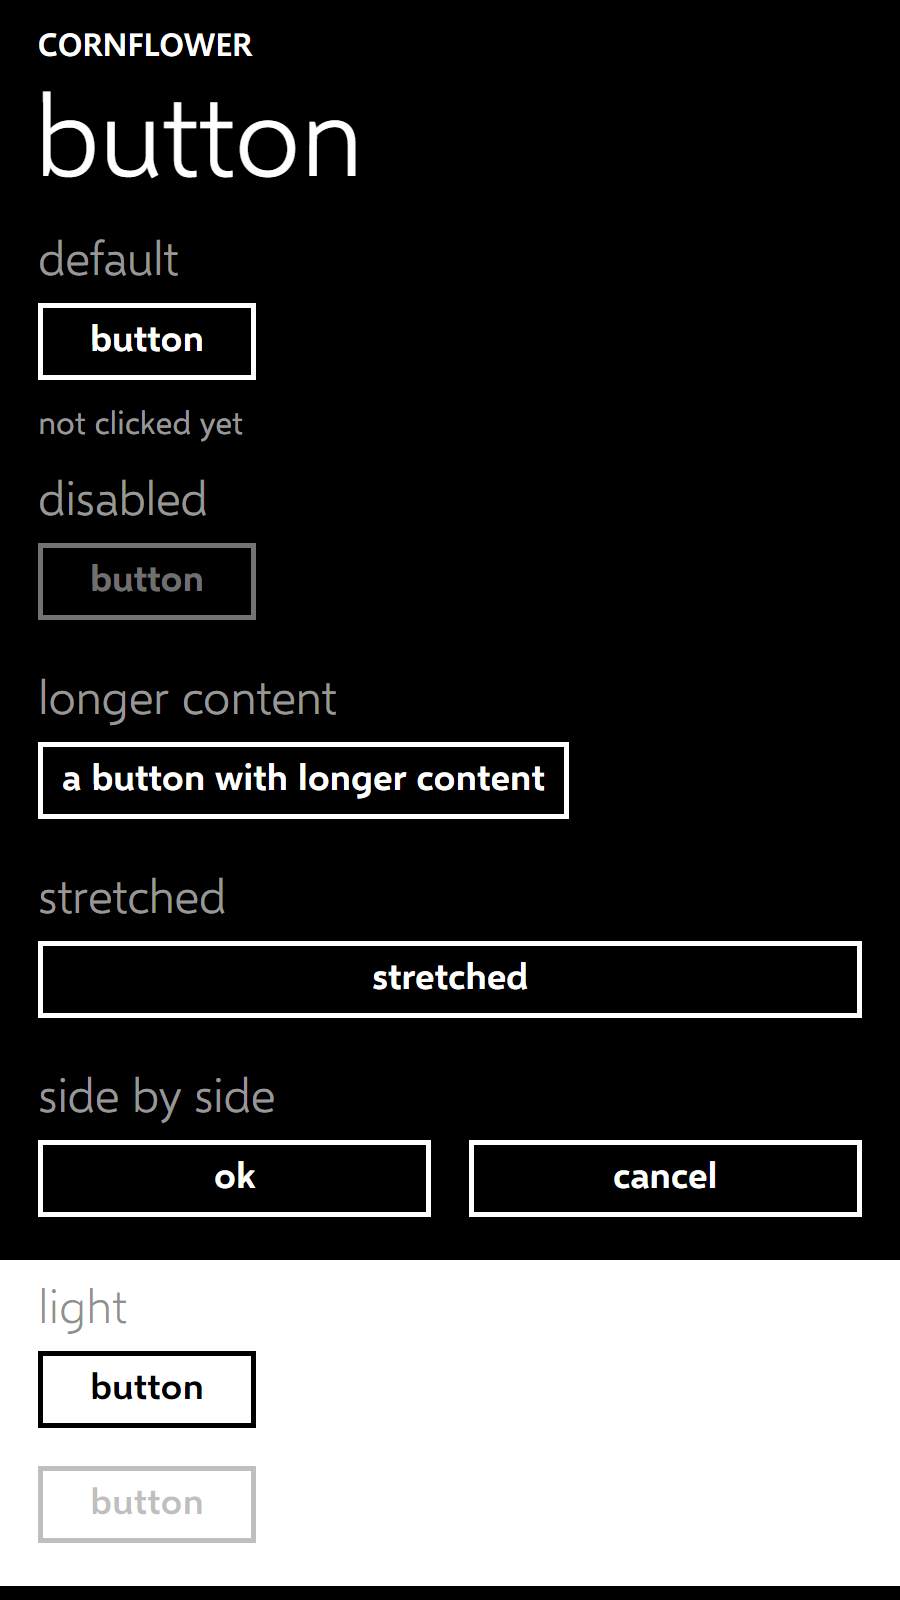 CORNFLOWER
button
default
button
not clicked yet
disabled
button
longer content
a button with longer content
stretched
stretched
side by side
ok cancel
light
button
button